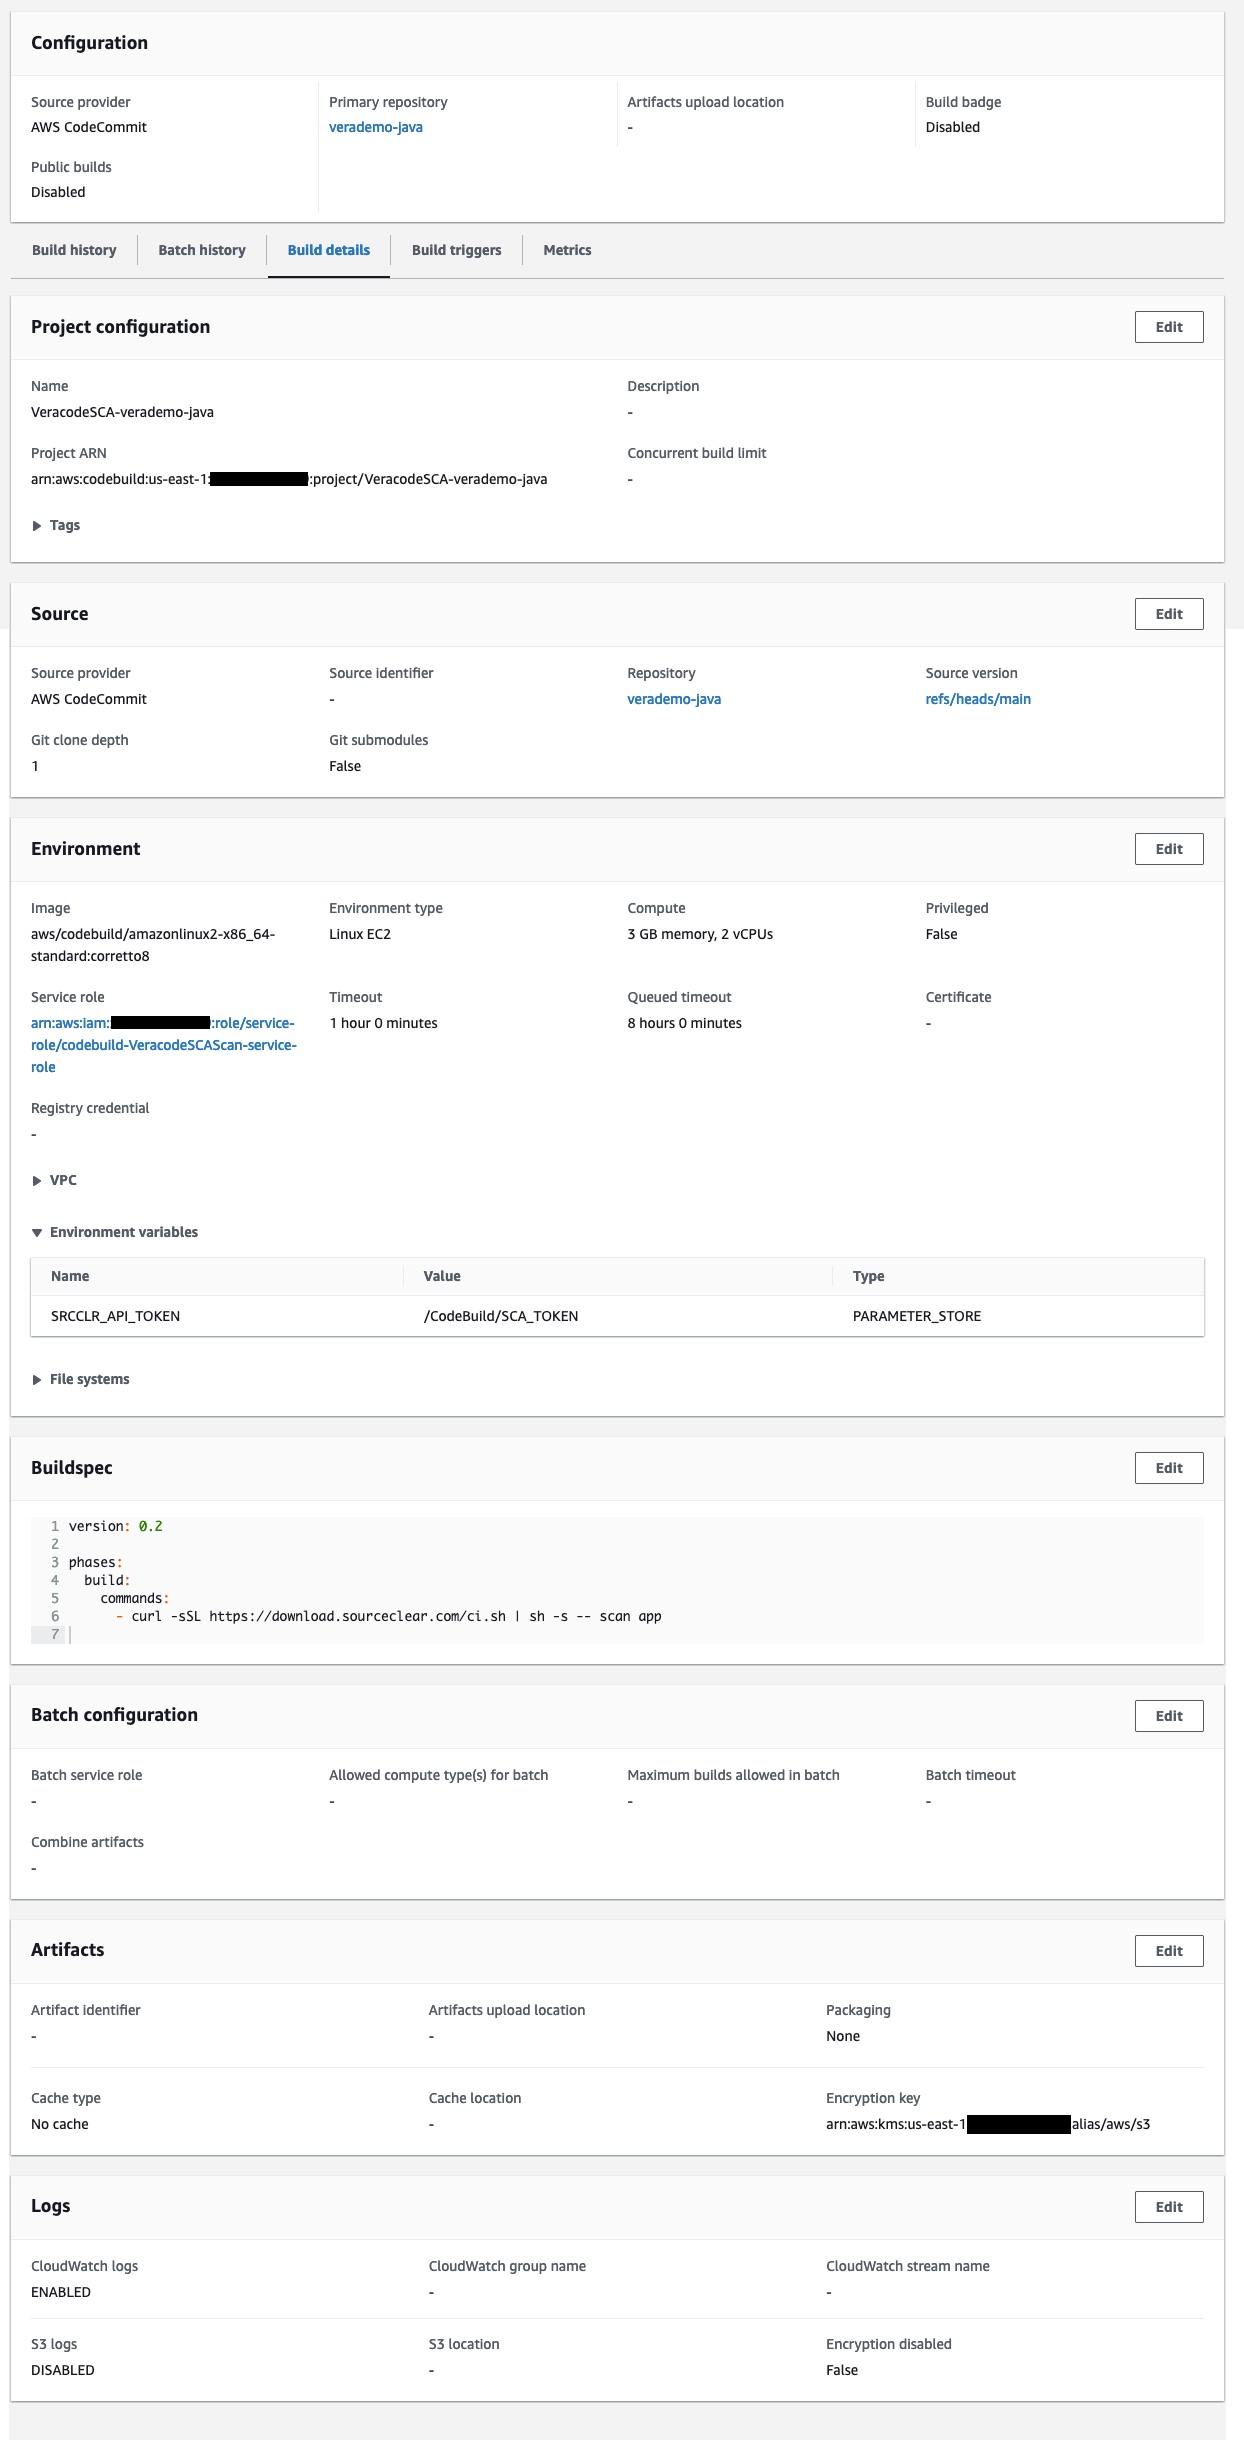 Configuration
Source provider
AWS CodeCommit
Primary repository
verademo-java
Artifacts upload location
-
Build badge
Disabled
Public builds
Disabled
Build history
Batch history
Build details
Build triggers
Metrics
Project configuration
Edit
Name
VeracodeSCA-verademo-java
Description
-
Project ARN
arn:aws:codebuild:us-east-1: :project/VeracodeSCA-verademo-java
Concurrent build limit
-
Tags
Source
Edit
Source provider
AWS CodeCommit
Source identifier
-
Repository
verademo-java
Source version
refs/heads/main
Git clone depth
1
Git submodules
False
Environment
Edit
Image
aws/codebuild/amazonlinux2-x86_64-
standard:corretto8
Environment type
Linux EC2
Compute
3 GB memory, 2 vCPUs
Privileged
False
Service role
arn:aws:iam: :role/service-
role/codebuild-VeracodeSCAScan-service-
role
Timeout
1 hour 0 minutes
Queued timeout
8 hours 0 minutes
Certificate
-
Registry credential
-
VPC
Environment variables
Name Value Type
SRCCLR_API_TOKEN /CodeBuild/SCA_TOKEN PARAMETER_STORE
File systems
Buildspec
Edit
1 version: 0.2
2
3 phases:
4 build:
5 commands:
6 - curl -sSL https://download.sourceclear.com/ci.sh | sh -s -- scan app
7
Batch configuration
Edit
Batch service role
-
Allowed compute type(s) for batch
-
Maximum builds allowed in batch
-
Batch timeout
-
Combine artifacts
-
Artifacts
Edit
Artifact identifier
-
Artifacts upload location
-
Packaging
None
Cache type
No cache
Cache location
-
Encryption key
arn:aws:kms:us-east-1 alias/aws/s3
Logs
Edit
CloudWatch logs
ENABLED
CloudWatch group name
-
CloudWatch stream name
-
S3 logs
DISABLED
S3 location
-
Encryption disabled
False